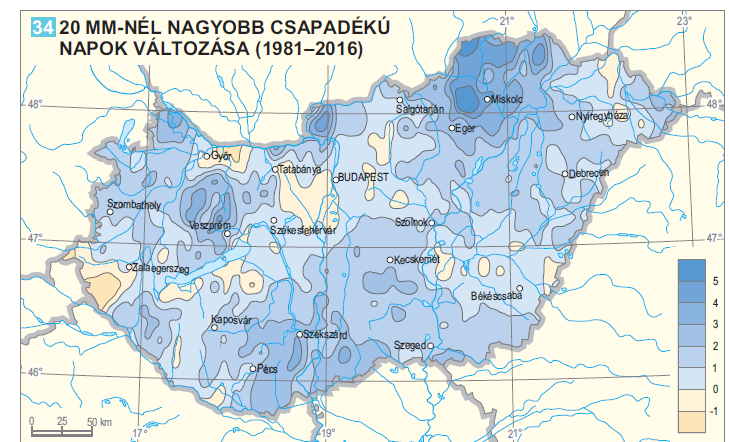 34 20 MM-NÉL NAGYOBB CSAPADÉKÚ
NAPOK VÁLTOZÁSA (1981–2016)
21°
23°
48°
48°
Salgótarján
Miskolc
Eger
Nyíregyháza
Győr
Tatabánya
BUDAPEST
Debrecen
Szombathely
Veszprém
Székesfehérvár
Szolnok
47°
47°
Zalaegerszeg
Kecskemét
Békéscsaba
Kaposvár
Szekszárd
Szeged
Pécs
46°
46°
5
4
3
2
1
0
-1
0 25 50 km
17°
19°
21°